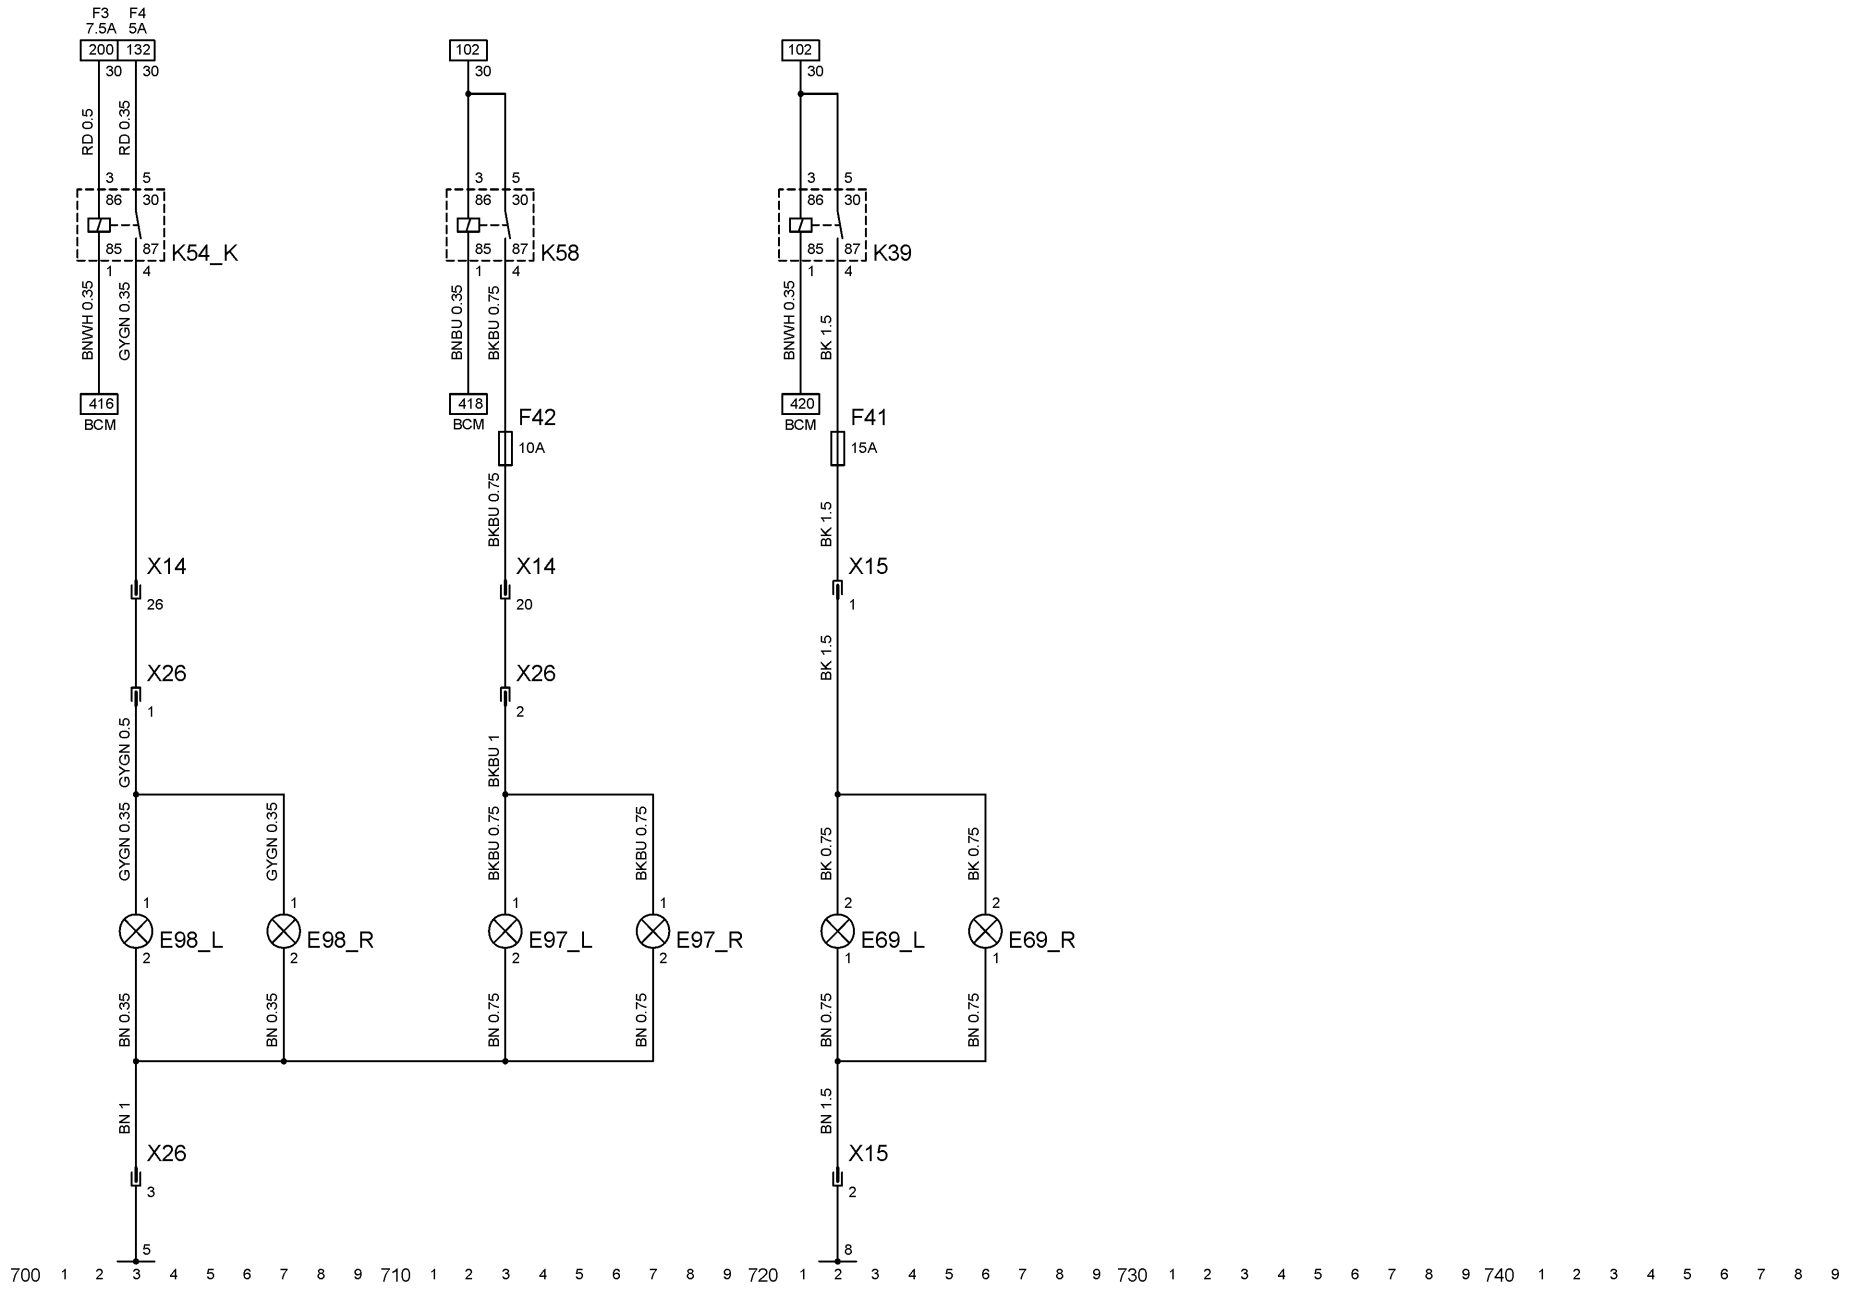 F3 F4
7.5A 5A
200 132 102 102
30 30 30 30
RD 0.5 RD 0.35
3 5 3 5 3 5
86 30 86 30 86 30
85 87 85 87 85 87
K54_K K58 K39
1 4 1 4 1 4
BNWH 0.35 GYGN 0.35 BNBU 0.35 BKBU 0.75 BNWH 0.35 BK 1.5
416 418 420
BCM BCM BCM
F42 F41
10A 15A
BKBU 0.75 BK 1.5
X14 X14 X15
26 20 1
BK 1.5
X26 X26
1 2
GYGN 0.5 BKBU 1
GYGN 0.35 GYGN 0.35 BKBU 0.75 BKBU 0.75 BK 0.75 BK 0.75
1 1 1 1 2 2
E98_L E98_R E97_L E97_R E69_L E69_R
2 2 2 2 1 1
BN 0.35 BN 0.35 BN 0.75 BN 0.75 BN 0.75 BN 0.75
BN 1 BN 1.5
X26 X15
3 2
5 8
700 1 2 3 4 5 6 7 8 9 710 1 2 3 4 5 6 7 8 9 720 1 2 3 4 5 6 7 8 9 730 1 2 3 4 5 6 7 8 9 740 1 2 3 4 5 6 7 8 9